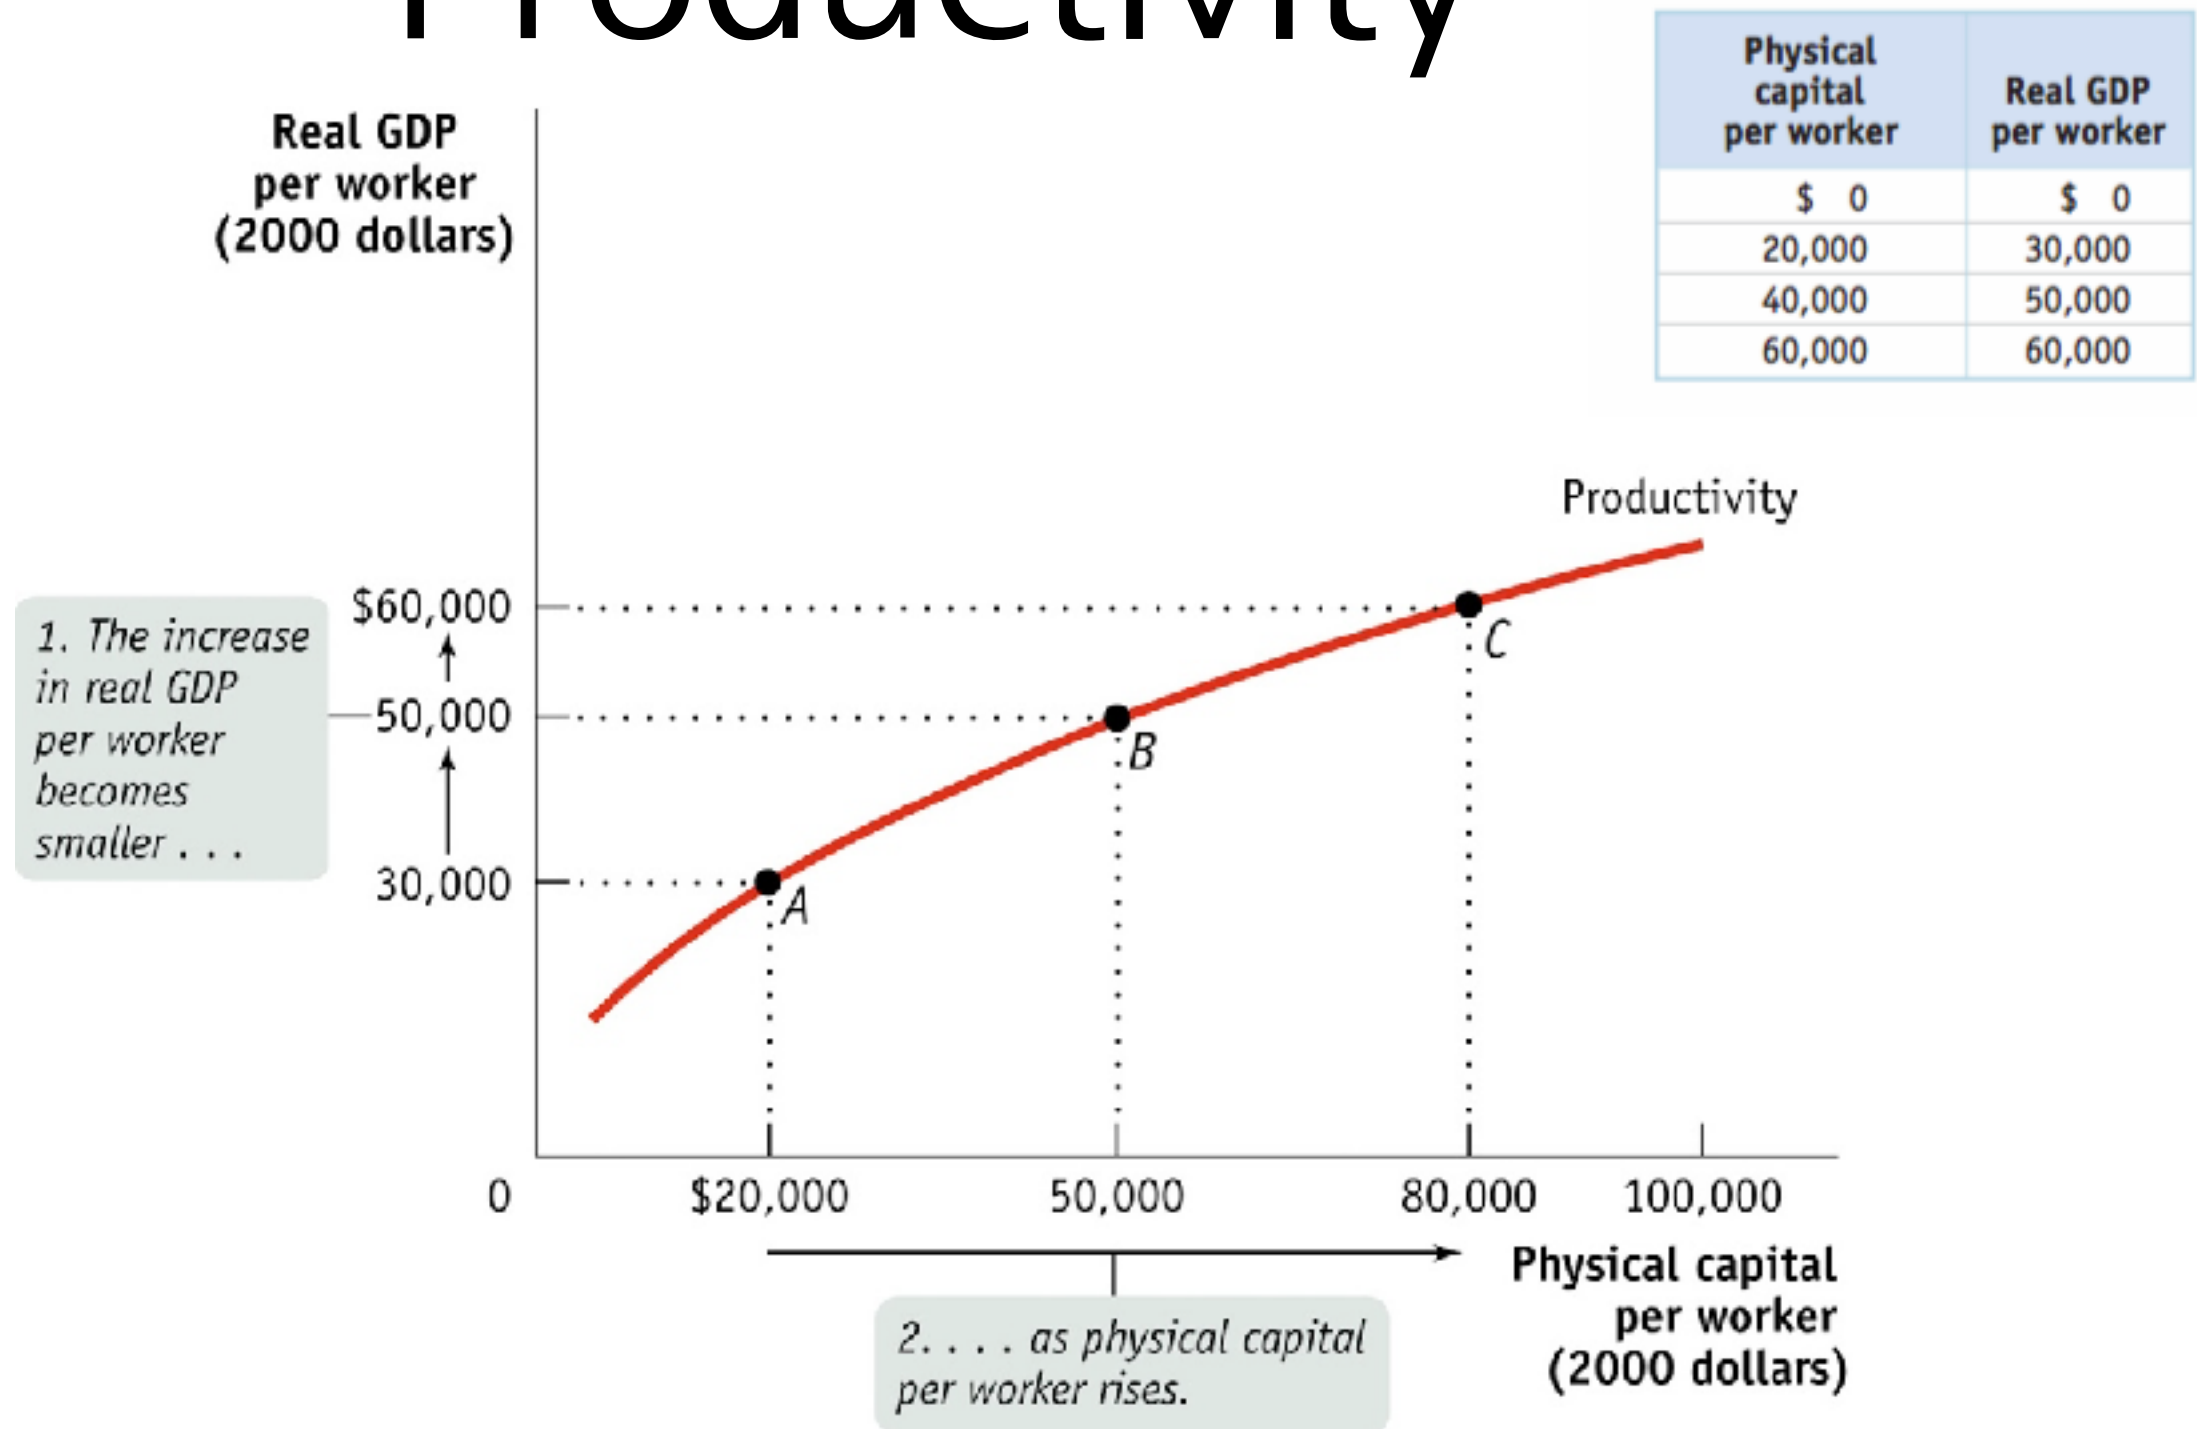 Productivity
Physical
capital
per worker
Real GDP
per worker
$ 0
$ 0
20,000
30,000
40,000
50,000
60,000
60,000
Real GDP
per worker
(2000 dollars)
Productivity
1. The increase
in real GDP
per worker
becomes
smaller . . .
$60,000
50,000
30,000
A
B
C
0
$20,000
50,000
80,000
100,000
Physical capital
per worker
(2000 dollars)
2. . . . as physical capital
per worker rises.